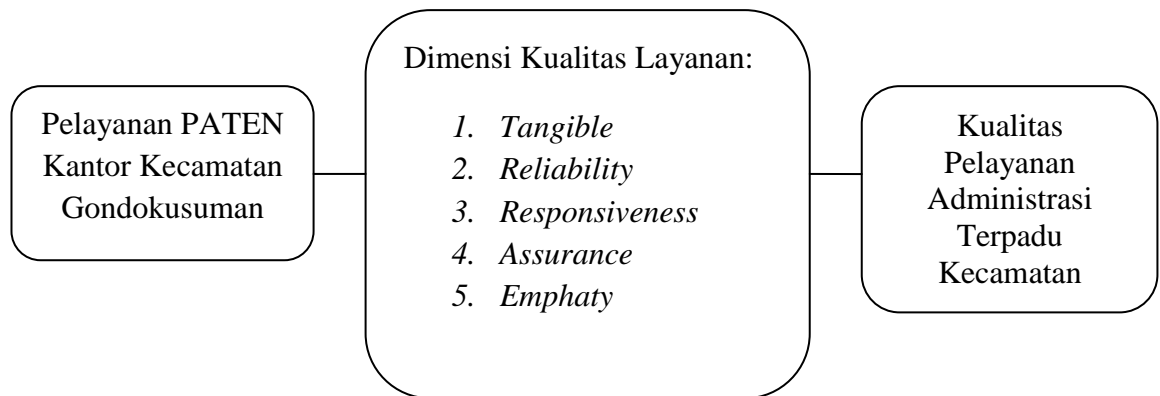 Pelayanan PATEN
Kantor Kecamatan
Gondokusuman
Dimensi Kualitas Layanan:
1. Tangible
2. Reliability
3. Responsiveness
4. Assurance
5. Emphaty
Kualitas
Pelayanan
Administrasi
Terpadu
Kecamatan